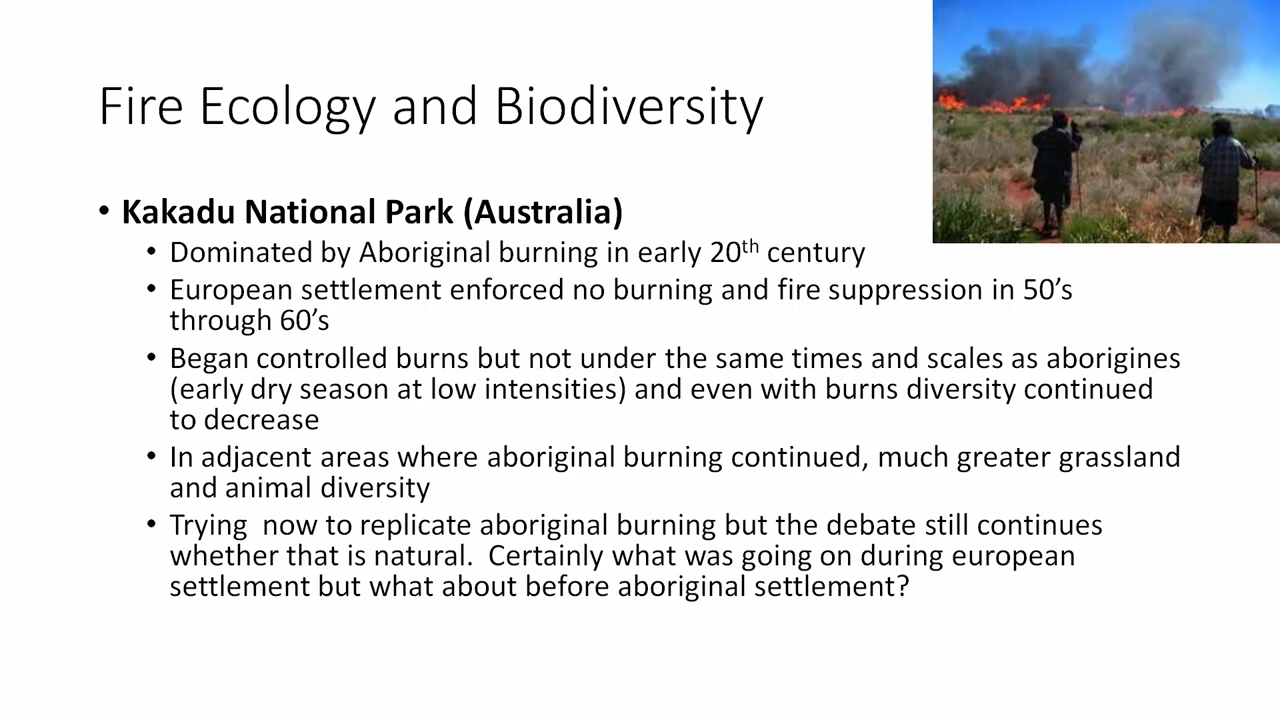 Fire Ecology and Biodiversity
• Kakadu National Park (Australia)
• Dominated by Aboriginal burning in early 20th century
• European settlement enforced no burning and fire suppression in 50’s
through 60’s
• Began controlled burns but not under the same times and scales as aborigines
(early dry season at low intensities) and even with burns diversity continued
to decrease
• In adjacent areas where aboriginal burning continued, much greater grassland
and animal diversity
• Trying  now to replicate aboriginal burning but the debate still continues
whether that is natural.  Certainly what was going on during european
settlement but what about before aboriginal settlement?